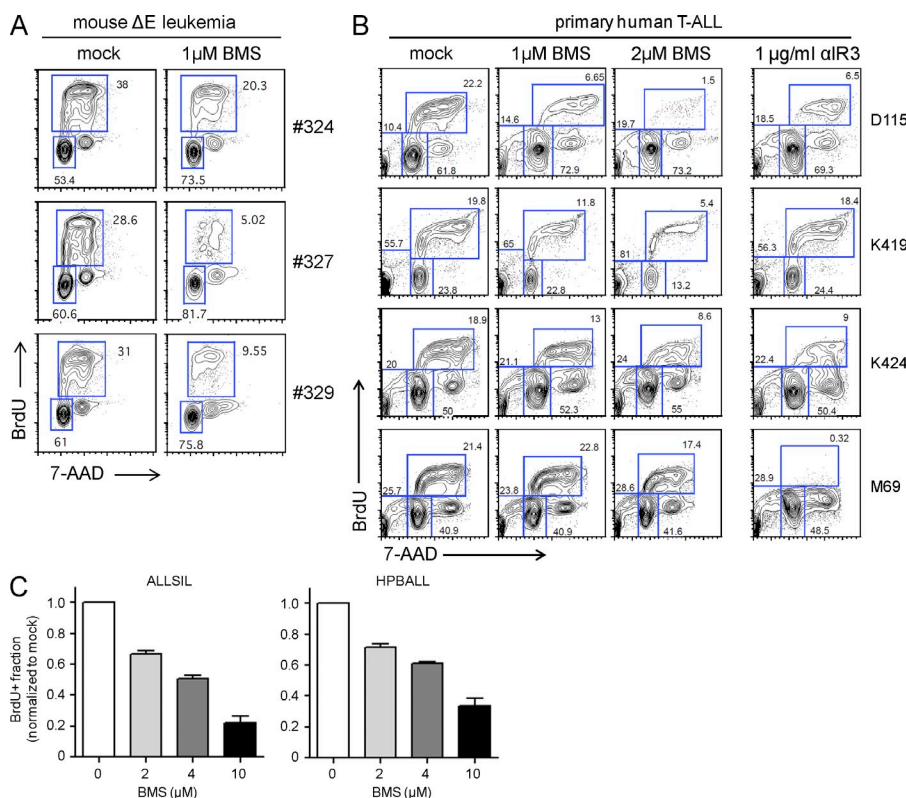 A
mouse ΔE leukemia
mock
1μM BMS
38
53.4
20.3
73.5
#324
28.6
60.6
5.02
81.7
#327
31
61
9.55
75.8
#329
BrdU
7-AAD
B
primary human T-ALL
mock
1μM BMS
2μM BMS
1 μg/ml αIR3
22.2
10.4
61.8
6.65
14.6
72.9
1.5
19.7
73.2
6.5
18.5
69.3
D115
19.8
55.7
23.8
11.8
65
22.8
5.4
81
13.2
18.4
56.3
24.4
K419
18.9
20
50
13
21.1
52.3
8.6
24
55
9
22.4
50.4
K424
21.4
25.7
40.9
22.8
23.8
40.9
17.4
28.6
41.6
0.32
28.9
48.5
M69
BrdU
7-AAD
C
ALLSIL
BrdU+ fraction
(normalized to mock)
1.0
0.8
0.6
0.4
0.2
0
0 2 4 10
BMS (μM)
HPBALL
1.0
0.8
0.6
0.4
0.2
0
0 2 4 10
BMS (μM)